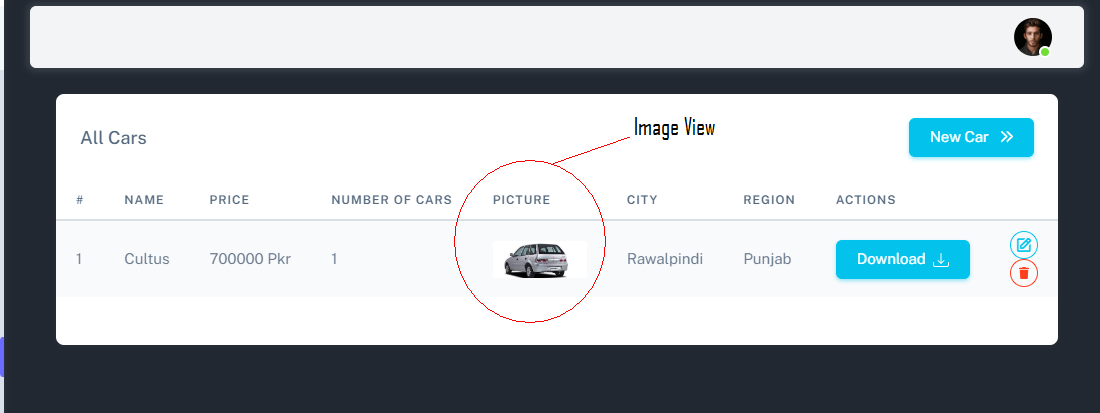 Image View
All Cars
New Car
# NAME PRICE NUMBER OF CARS PICTURE CITY REGION ACTIONS
1 Cultus 700000 Pkr 1 Rawalpindi Punjab Download